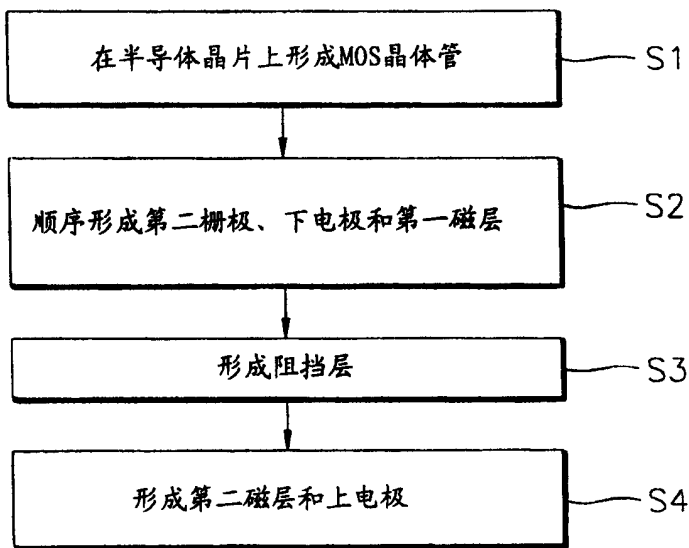 在半导体晶片上形成MOS晶体管
S1
顺序形成第二栅极、下电极和第一磁层
S2
形成阻挡层
S3
形成第二磁层和上电极
S4